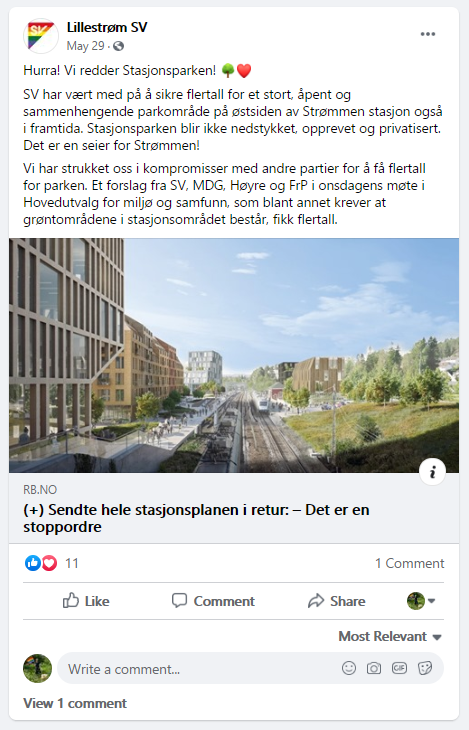 Lillestrøm SV
May 29 ·
Hurra! Vi redder Stasjonsparken! 🌳❤️
SV har vært med på å sikre flertall for et stort, åpent og
sammenhengende parkområde på østsiden av Strømmen stasjon også
i framtida. Stasjonsparken blir ikke nedstykket, opprevet og privatisert.
Det er en seier for Strømmen!
Vi har strukket oss i kompromisser med andre partier for å få flertall
for parken. Et forslag fra SV, MDG, Høyre og FrP i onsdagens møte i
Hovedutvalg for miljø og samfunn, som blant annet krever at
grøntområdene i stasjonsområdet består, fikk flertall.
RB.NO
(+) Sendte hele stasjonsplanen i retur: – Det er en
stoppordre
11
1 Comment
Like
Comment
Share
Most Relevant
Write a comment...
GIF
View 1 comment